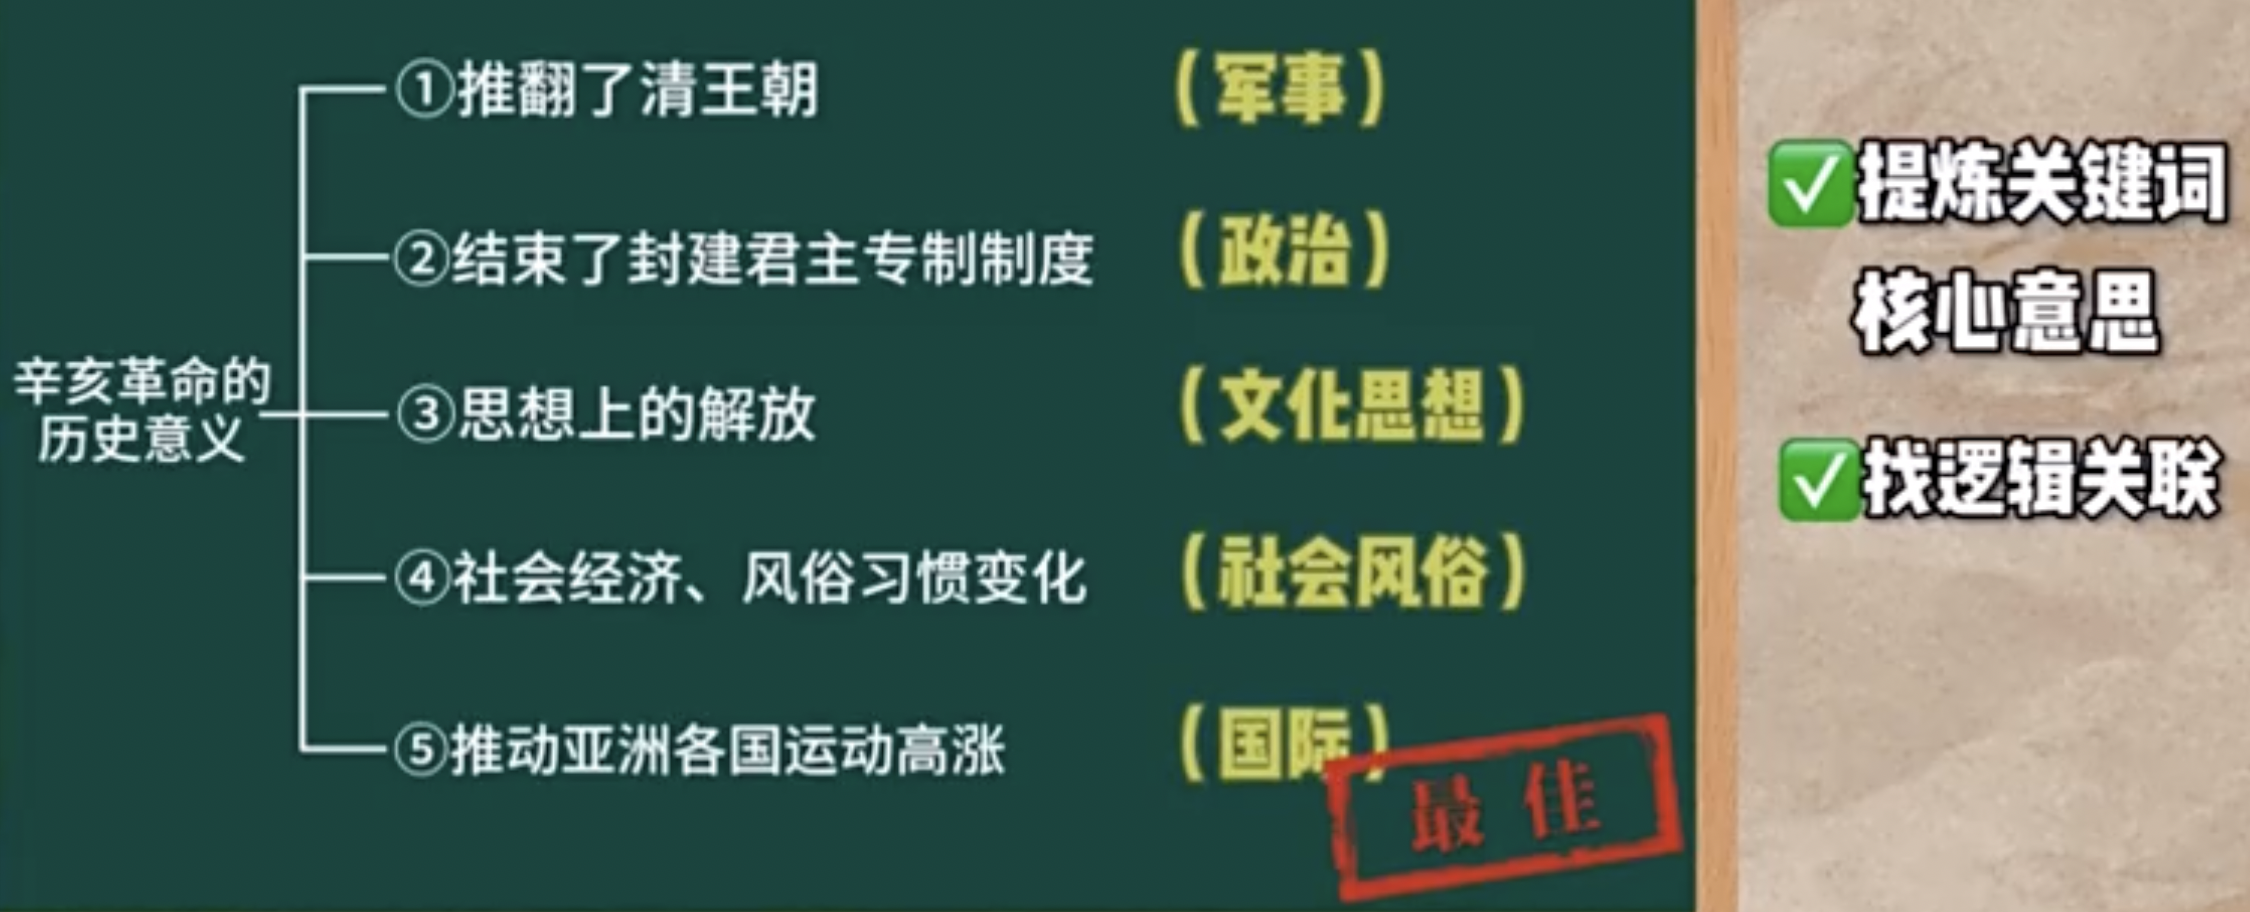 ①推翻了清王朝 (军事)
②结束了封建君主专制制度 (政治)
辛亥革命的
历史意义
③思想上的解放 (文化思想)
④社会经济、风俗习惯变化 (社会风俗)
⑤推动亚洲各国运动高涨 (国际)
最佳
✅提炼关键词
核心意思
✅找逻辑关联